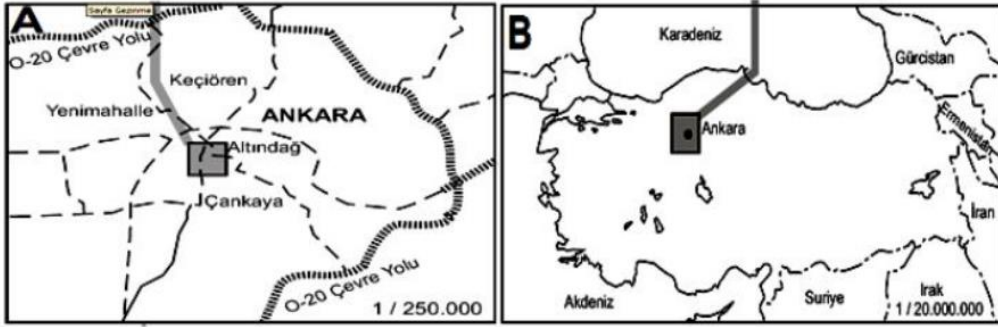 A
Sayfa Gezinme
O-20 Çevre Yolu
Keçiören
Yenimahalle
ANKARA
Altındağ
Çankaya
O-20 Çevre Yolu
1 / 250.000
B
Karadeniz
Gürcistan
Ankara
Ermenistan
İran
Akdeniz
Suriye
Irak
1 / 20.000.000